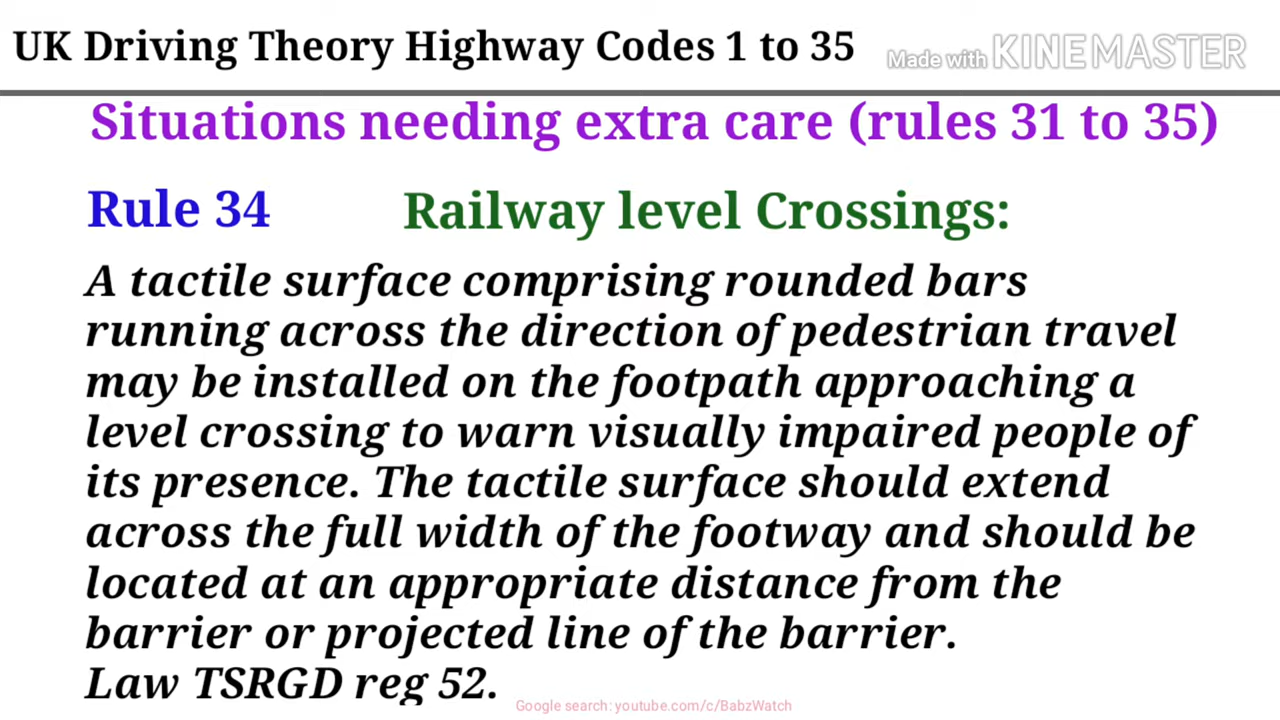 UK Driving Theory Highway Codes 1 to 35
Made with KINEMASTER
Situations needing extra care (rules 31 to 35)
Rule 34 Railway level Crossings:
A tactile surface comprising rounded bars
running across the direction of pedestrian travel
may be installed on the footpath approaching a
level crossing to warn visually impaired people of
its presence. The tactile surface should extend
across the full width of the footway and should be
located at an appropriate distance from the
barrier or projected line of the barrier.
Law TSRGD reg 52.
Google search: youtube.com/c/BabzWatch